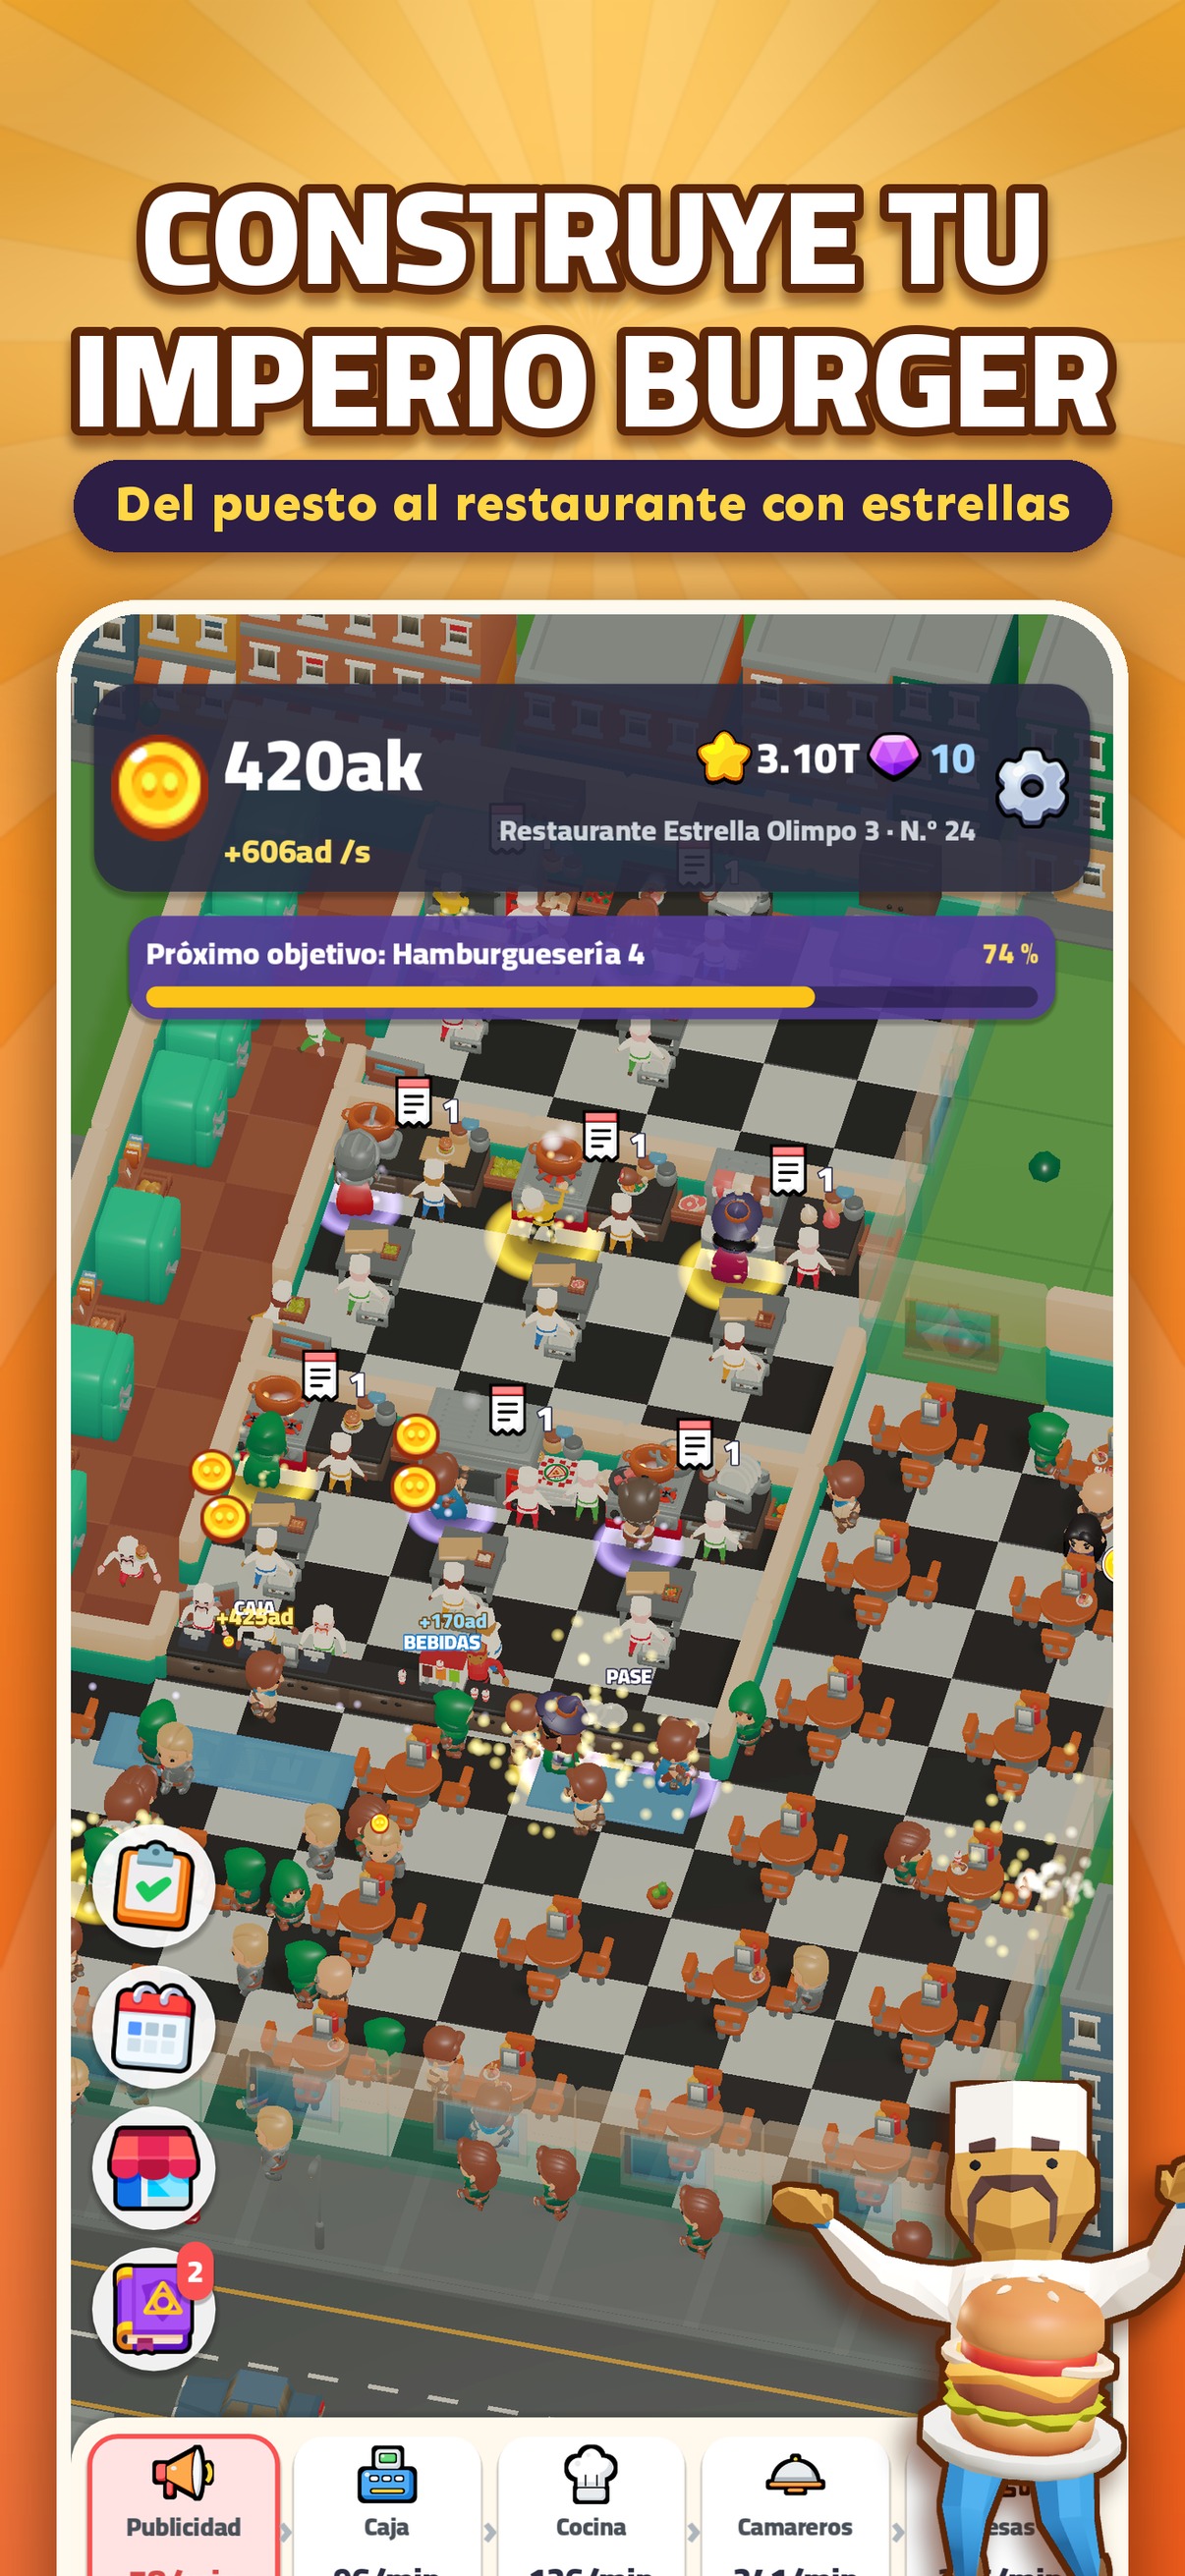 CONSTRUYE TU
IMPERIO BURGER
Del puesto al restaurante con estrellas
420ak
3.10T 10
+606ad /s
Restaurante Estrella Olimpo 3 · N.º 24
Próximo objetivo: Hamburguesería 4 74 %
1
1
1
1
1
1
CAJA
+425ad
+170ad
BEBIDAS
PASE
2
Publicidad
Caja
Cocina
Camareros